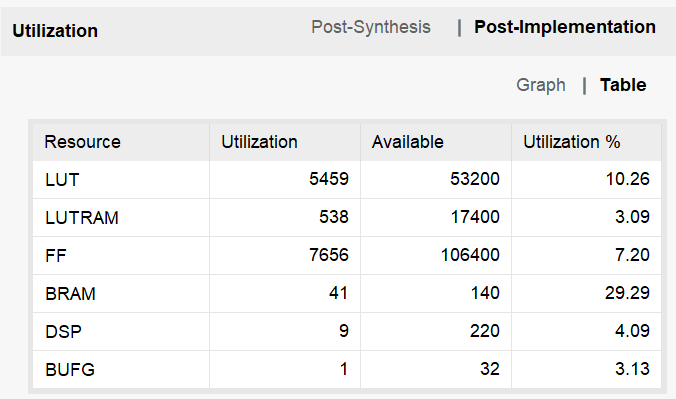 Utilization Post-Synthesis | Post-Implementation
Graph | Table
Resource Utilization Available Utilization %
LUT 5459 53200 10.26
LUTRAM 538 17400 3.09
FF 7656 106400 7.20
BRAM 41 140 29.29
DSP 9 220 4.09
BUFG 1 32 3.13